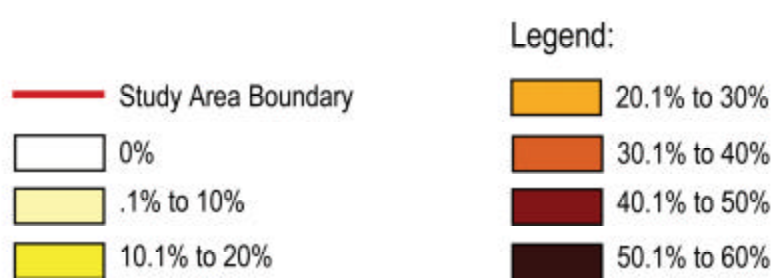 Legend:
Study Area Boundary
0%
.1% to 10%
10.1% to 20%
20.1% to 30%
30.1% to 40%
40.1% to 50%
50.1% to 60%